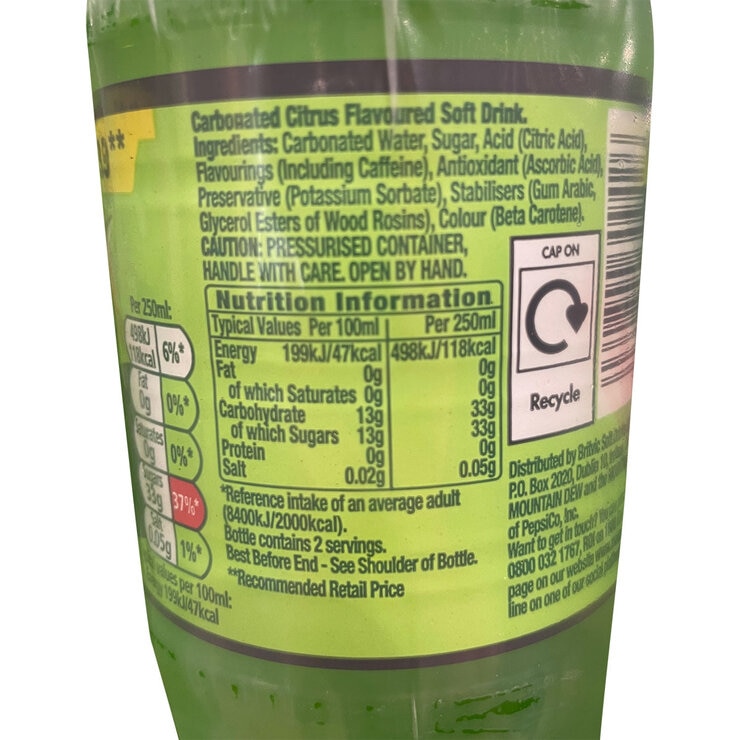 Carbonated Citrus Flavoured Soft Drink.
Ingredients: Carbonated Water, Sugar, Acid (Citric Acid),
Flavourings (Including Caffeine), Antioxidant (Ascorbic Acid),
Preservative (Potassium Sorbate), Stabilisers (Gum Arabic,
Glycerol Esters of Wood Rosins), Colour (Beta Carotene).
CAUTION: PRESSURISED CONTAINER,
HANDLE WITH CARE. OPEN BY HAND.
Nutrition Information
Typical Values Per 100ml Per 250ml
Energy 199kJ/47kcal 498kJ/118kcal
Fat 0g 0g
of which Saturates 0g 0g
Carbohydrate 13g 33g
of which Sugars 13g 33g
Protein 0g 0g
Salt 0.02g 0.05g
*Reference intake of an average adult
(8400kJ/2000kcal).
Bottle contains 2 servings.
Best Before End - See Shoulder of Bottle.
**Recommended Retail Price
Per 250ml:
498kJ
118kcal 6%*
Fat
0g 0%*
Saturates
0g 0%*
Sugars
33g 37%*
Salt
0.05g 1%*
values per 100ml:
199kJ/47kcal
CAP ON
Recycle
Distributed by Britvic Soft
P.O. Box 2020, Dublin
MOUNTAIN DEW and the
of PepsiCo, Inc.
Want to get in touch?
0800 032 1767, ROI on
page on our website
line on one of our social